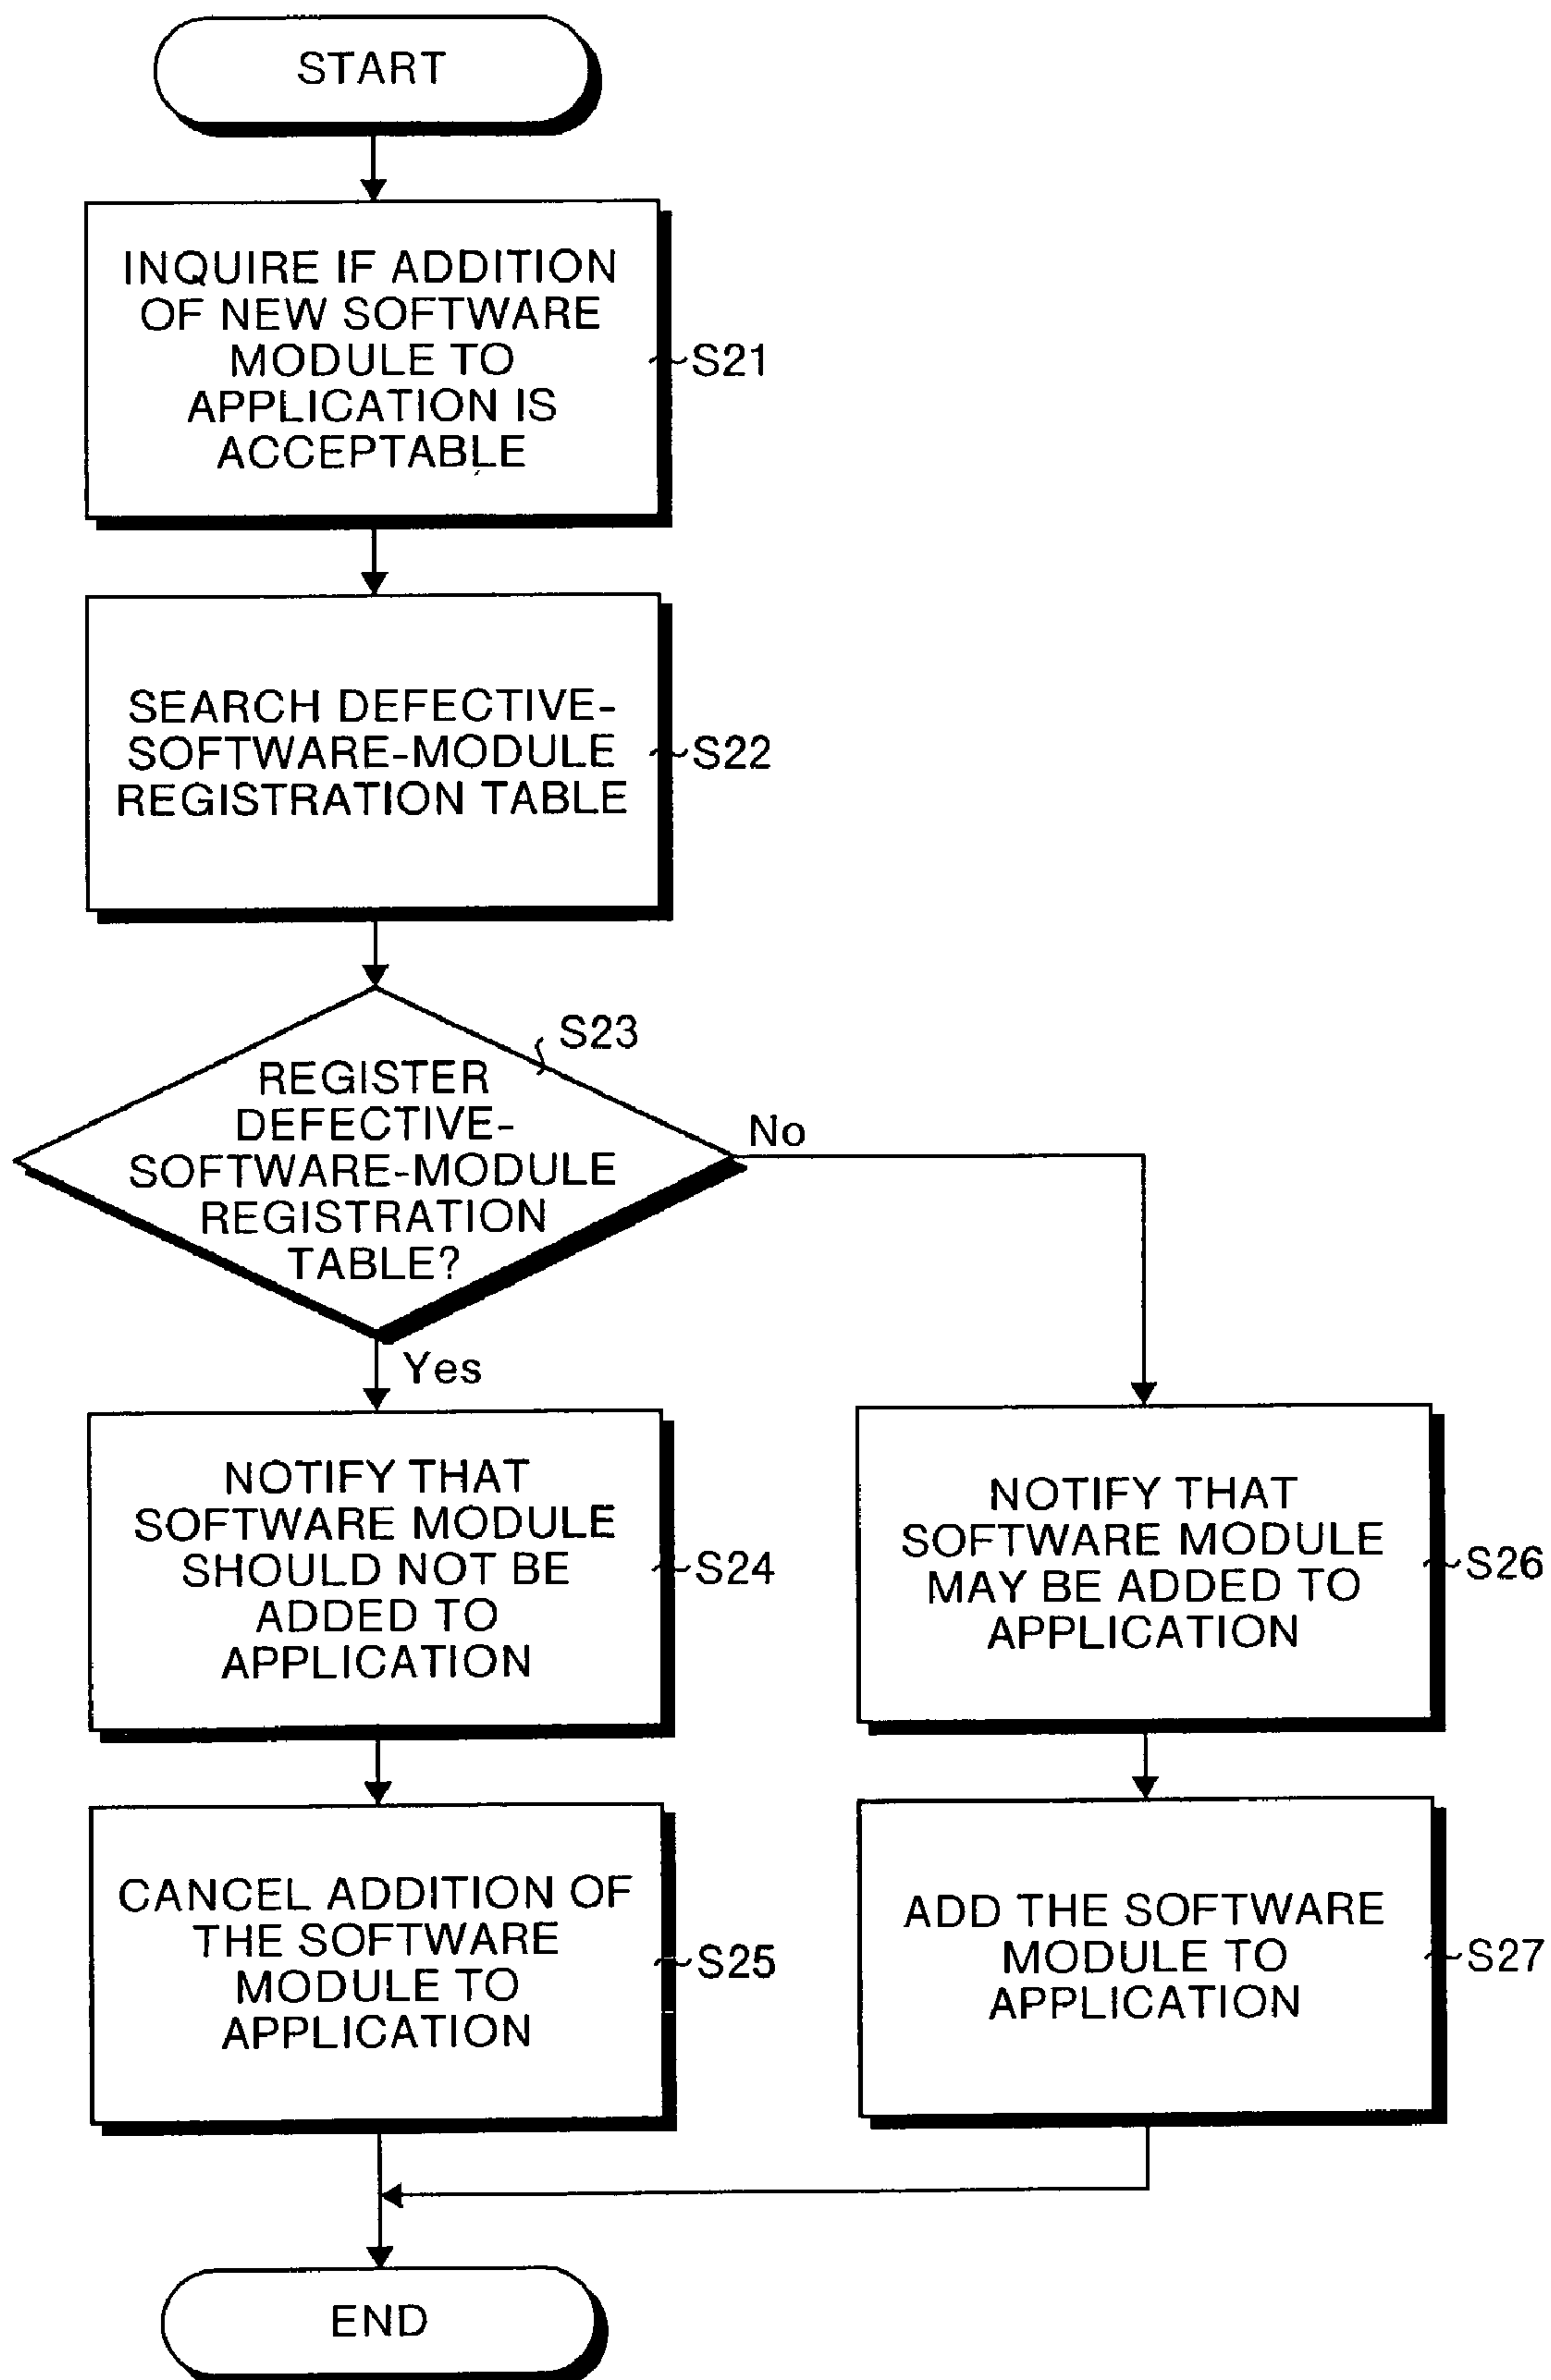 START
INQUIRE IF ADDITION
OF NEW SOFTWARE
MODULE TO
APPLICATION IS
ACCEPTABLE
S21
SEARCH DEFECTIVE-
SOFTWARE-MODULE
REGISTRATION TABLE
S22
S23
REGISTER
DEFECTIVE-
SOFTWARE-MODULE
REGISTRATION
TABLE?
No
Yes
NOTIFY THAT
SOFTWARE MODULE
SHOULD NOT BE
ADDED TO
APPLICATION
S24
NOTIFY THAT
SOFTWARE MODULE
MAY BE ADDED TO
APPLICATION
S26
CANCEL ADDITION OF
THE SOFTWARE
MODULE TO
APPLICATION
S25
ADD THE SOFTWARE
MODULE TO
APPLICATION
S27
END